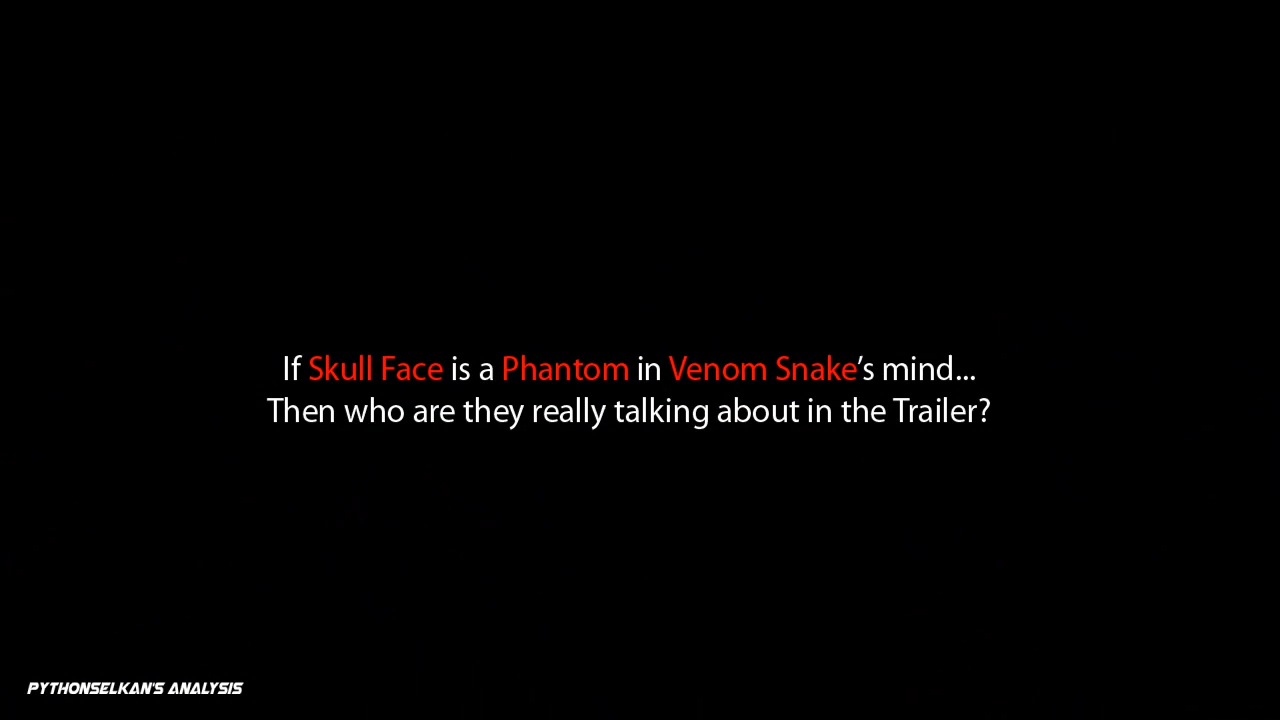 If Skull Face is a Phantom in Venom Snake’s mind...
Then who are they really talking about in the Trailer?
PYTHONSELKAN'S ANALYSIS